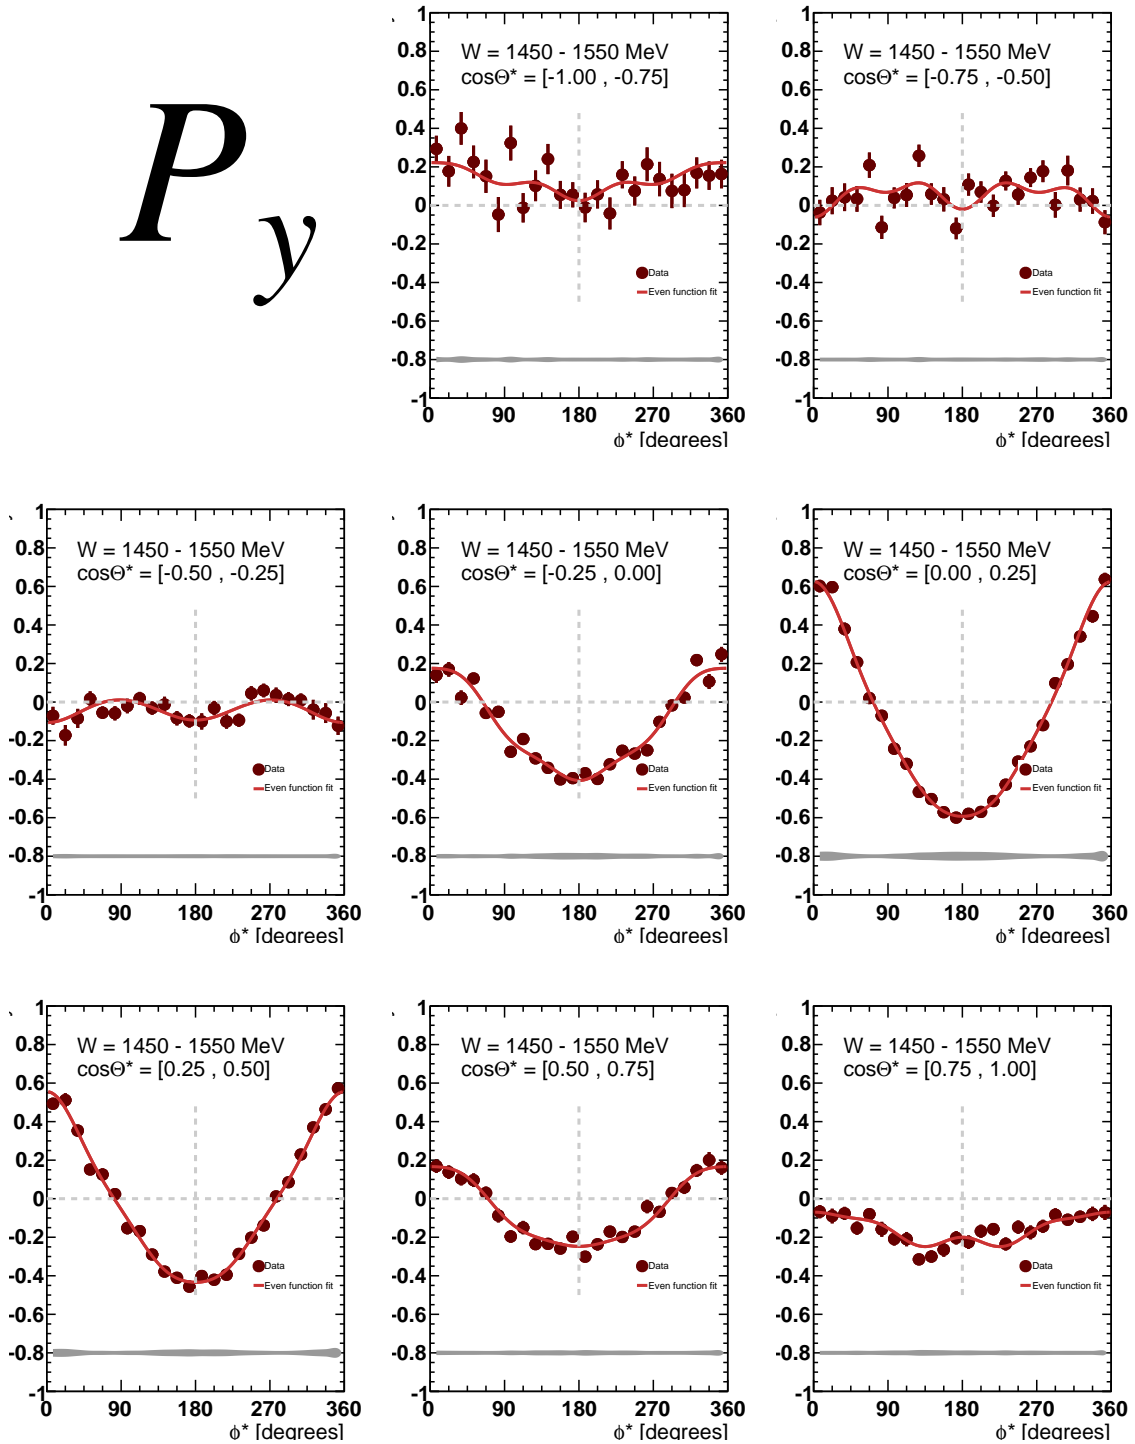 P y
1
0.8
0.6
0.4
0.2
0
-0.2
-0.4
-0.6
-0.8
-1
W = 1450 - 1550 MeV
cosΘ* = [-1.00 , -0.75]
Data
Even function fit
0 90 180 270 360
ϕ* [degrees]
1
0.8
0.6
0.4
0.2
0
-0.2
-0.4
-0.6
-0.8
-1
W = 1450 - 1550 MeV
cosΘ* = [-0.75 , -0.50]
Data
Even function fit
0 90 180 270 360
ϕ* [degrees]
1
0.8
0.6
0.4
0.2
0
-0.2
-0.4
-0.6
-0.8
-1
W = 1450 - 1550 MeV
cosΘ* = [-0.50 , -0.25]
Data
Even function fit
0 90 180 270 360
ϕ* [degrees]
1
0.8
0.6
0.4
0.2
0
-0.2
-0.4
-0.6
-0.8
-1
W = 1450 - 1550 MeV
cosΘ* = [-0.25 , 0.00]
Data
Even function fit
0 90 180 270 360
ϕ* [degrees]
1
0.8
0.6
0.4
0.2
0
-0.2
-0.4
-0.6
-0.8
-1
W = 1450 - 1550 MeV
cosΘ* = [0.00 , 0.25]
Data
Even function fit
0 90 180 270 360
ϕ* [degrees]
1
0.8
0.6
0.4
0.2
0
-0.2
-0.4
-0.6
-0.8
-1
W = 1450 - 1550 MeV
cosΘ* = [0.25 , 0.50]
Data
Even function fit
0 90 180 270 360
ϕ* [degrees]
1
0.8
0.6
0.4
0.2
0
-0.2
-0.4
-0.6
-0.8
-1
W = 1450 - 1550 MeV
cosΘ* = [0.50 , 0.75]
Data
Even function fit
0 90 180 270 360
ϕ* [degrees]
1
0.8
0.6
0.4
0.2
0
-0.2
-0.4
-0.6
-0.8
-1
W = 1450 - 1550 MeV
cosΘ* = [0.75 , 1.00]
Data
Even function fit
0 90 180 270 360
ϕ* [degrees]